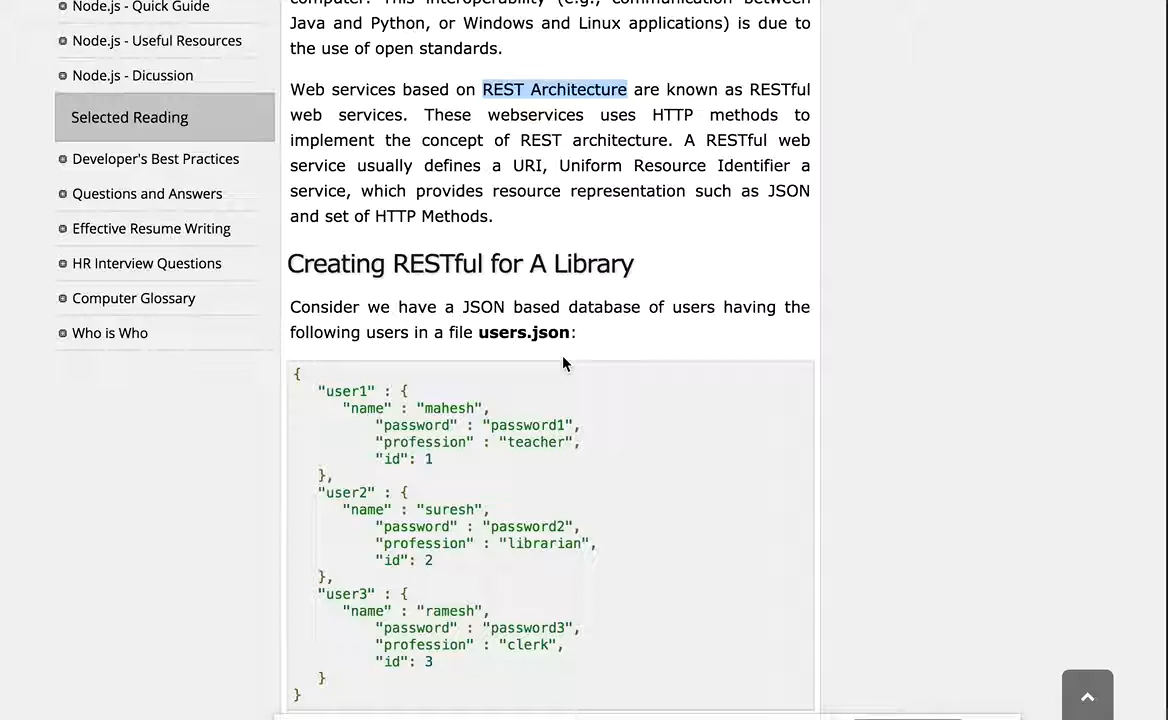 Node.js - Quick Guide
Node.js - Useful Resources
Node.js - Dicussion
Selected Reading
Developer's Best Practices
Questions and Answers
Effective Resume Writing
HR Interview Questions
Computer Glossary
Who is Who
computer. This interoperability (e.g., communication between
Java and Python, or Windows and Linux applications) is due to
the use of open standards.
Web services based on REST Architecture are known as RESTful
web services. These webservices uses HTTP methods to
implement the concept of REST architecture. A RESTful web
service usually defines a URI, Uniform Resource Identifier a
service, which provides resource representation such as JSON
and set of HTTP Methods.
Creating RESTful for A Library
Consider we have a JSON based database of users having the
following users in a file users.json:
{
"user1" : {
"name" : "mahesh",
"password" : "password1",
"profession" : "teacher",
"id": 1
},
"user2" : {
"name" : "suresh",
"password" : "password2",
"profession" : "librarian",
"id": 2
},
"user3" : {
"name" : "ramesh",
"password" : "password3",
"profession" : "clerk",
"id": 3
}
}